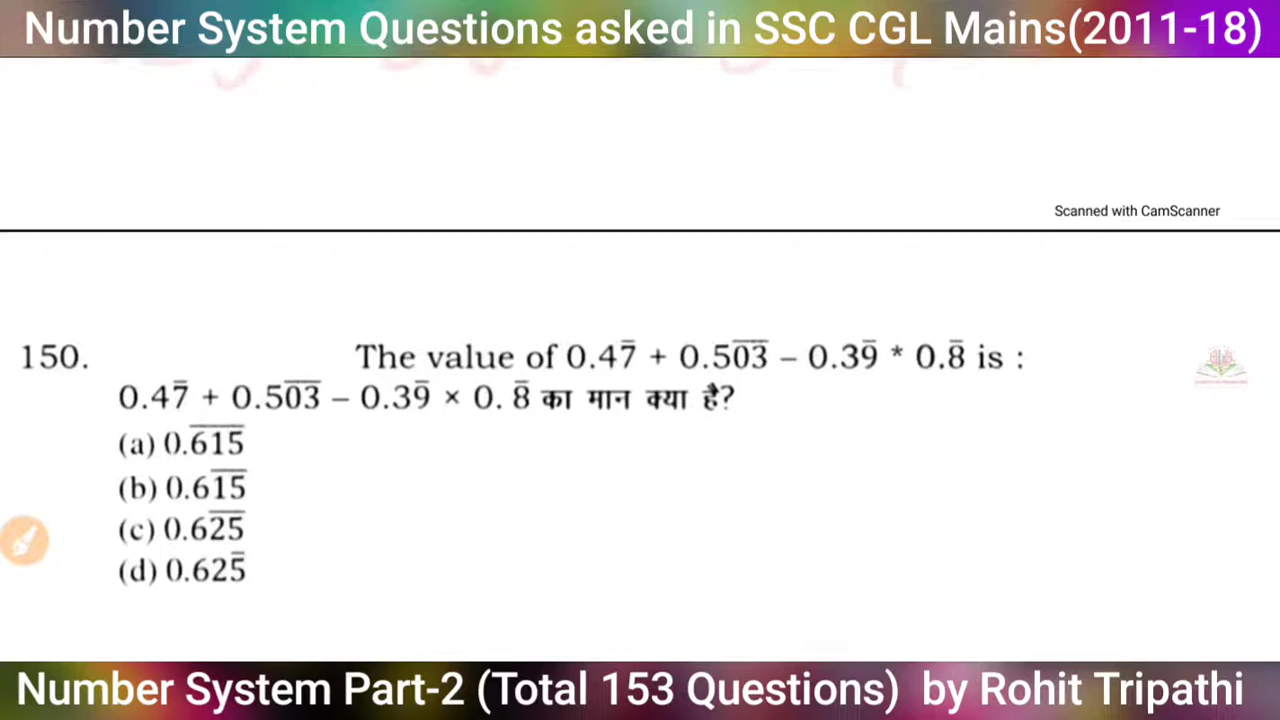 Number System Questions asked in SSC CGL Mains(2011-18)
Scanned with CamScanner
150. The value of 0.47̅ + 0.50̅3̅ – 0.39̅ * 0.8̅ is :
0.47̅ + 0.50̅3̅ – 0.39̅ × 0. 8̅ का मान क्या है?
(a) 0.6̅1̅5̅
(b) 0.61̅5̅
(c) 0.62̅5̅
(d) 0.625̅
Number System Part-2 (Total 153 Questions) by Rohit Tripathi